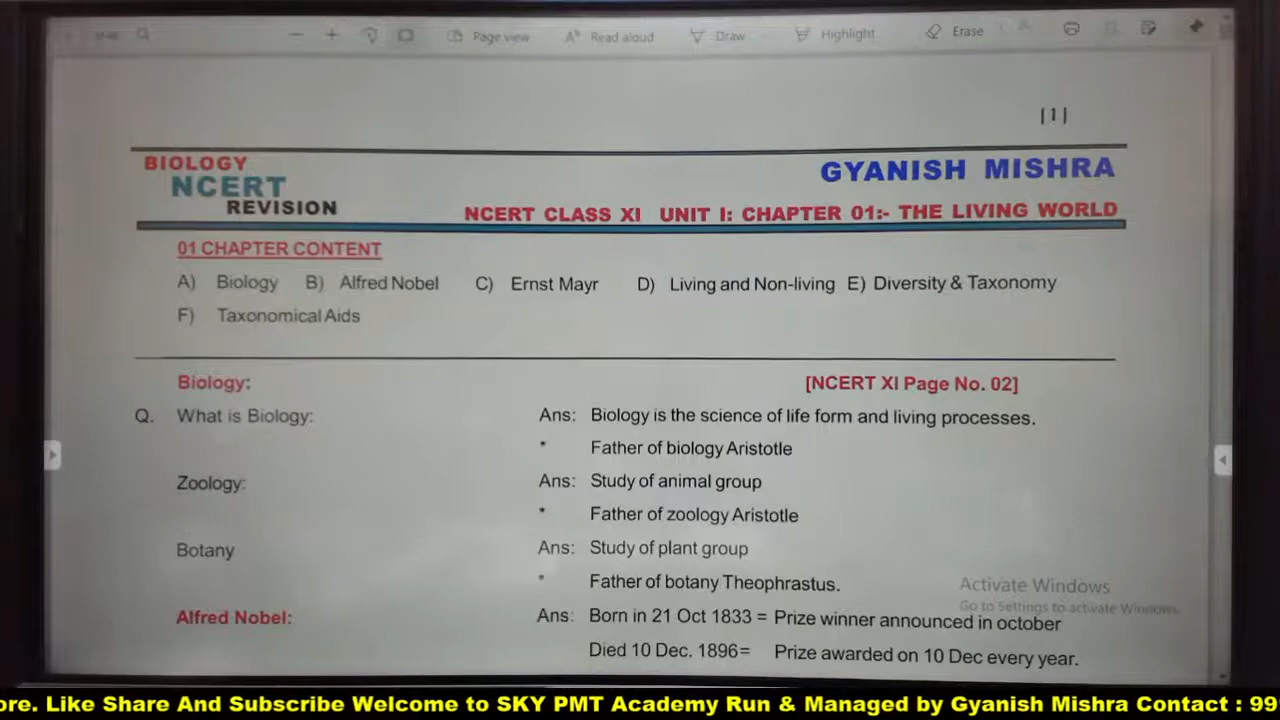 Page view Read aloud Draw Highlight Erase
[1]
BIOLOGY
NCERT
REVISION
GYANISH MISHRA
NCERT CLASS XI UNIT I: CHAPTER 01:- THE LIVING WORLD
01 CHAPTER CONTENT
A) Biology B) Alfred Nobel C) Ernst Mayr D) Living and Non-living E) Diversity & Taxonomy
F) Taxonomical Aids
Biology: [NCERT XI Page No. 02]
Q. What is Biology: Ans: Biology is the science of life form and living processes.
* Father of biology Aristotle
Zoology: Ans: Study of animal group
* Father of zoology Aristotle
Botany Ans: Study of plant group
* Father of botany Theophrastus.
Activate Windows
Go to Settings to activate Windows.
Alfred Nobel: Ans: Born in 21 Oct 1833 = Prize winner announced in october
Died 10 Dec. 1896= Prize awarded on 10 Dec every year.
ore. Like Share And Subscribe Welcome to SKY PMT Academy Run & Managed by Gyanish Mishra Contact : 99